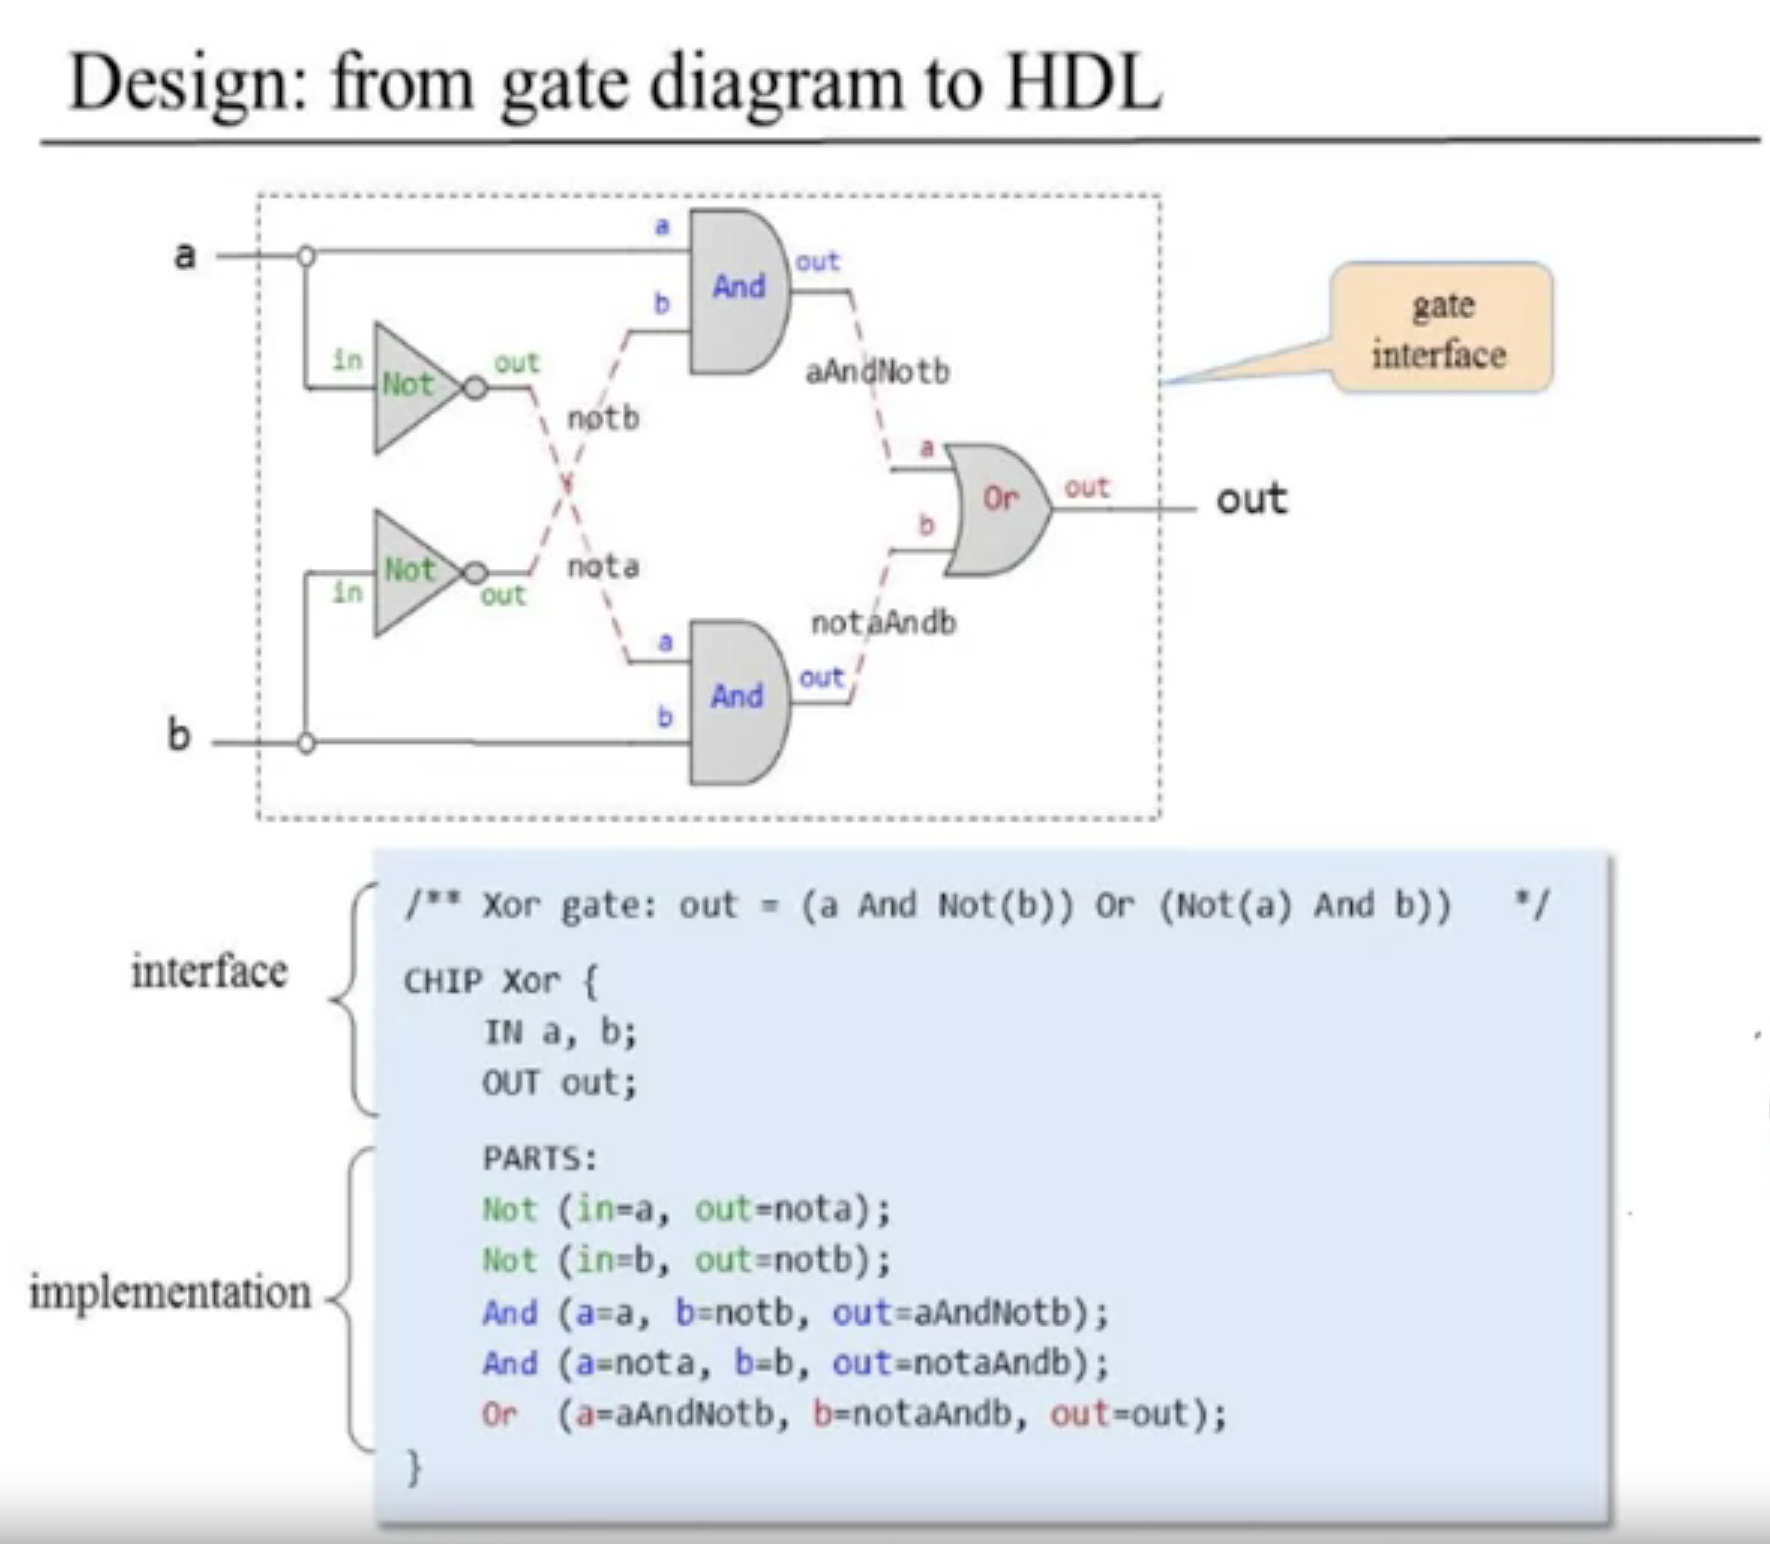 Design: from gate diagram to HDL
a
a
out
And
b
gate
interface
in
Not
out
aAndNotb
notb
a
Or
out
out
b
Not
nota
in
out
notaAndb
a
And
out
b
b
/** Xor gate: out = (a And Not(b)) Or (Not(a) And b))   */
interface
CHIP Xor {
IN a, b;
OUT out;
implementation
PARTS:
Not (in=a, out=nota);
Not (in=b, out=notb);
And (a=a, b=notb, out=aAndNotb);
And (a=nota, b=b, out=notaAndb);
Or  (a=aAndNotb, b=notaAndb, out=out);
}